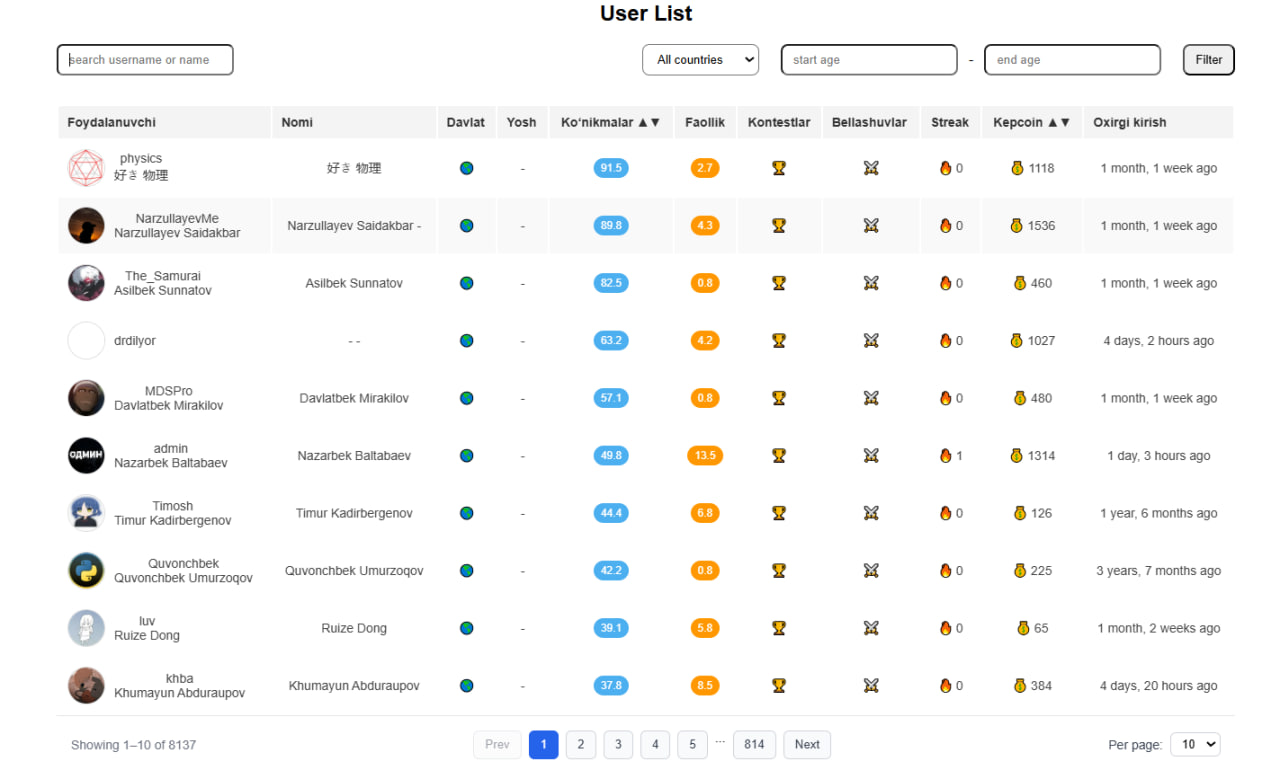 User List
search username or name
All countries
start age
-
end age
Filter
Foydalanuvchi Nomi Davlat Yosh Ko'nikmalar ▲▼ Faollik Kontestlar Bellashuvlar Streak Kepcoin ▲▼ Oxirgi kirish
physics
好き 物理 好き 物理 - 91.5 2.7 0 1118 1 month, 1 week ago
NarzullayevMe
Narzullayev Saidakbar Narzullayev Saidakbar - - 89.8 4.3 0 1536 1 month, 1 week ago
The_Samurai
Asilbek Sunnatov Asilbek Sunnatov - 82.5 0.8 0 460 1 month, 1 week ago
drdilyor - - - 63.2 4.2 0 1027 4 days, 2 hours ago
MDSPro
Davlatbek Mirakilov Davlatbek Mirakilov - 57.1 0.8 0 480 1 month, 1 week ago
одмин
admin
Nazarbek Baltabaev Nazarbek Baltabaev - 49.8 13.5 1 1314 1 day, 3 hours ago
Timosh
Timur Kadirbergenov Timur Kadirbergenov - 44.4 6.8 0 126 1 year, 6 months ago
Quvonchbek
Quvonchbek Umurzoqov Quvonchbek Umurzoqov - 42.2 0.8 0 225 3 years, 7 months ago
luv
Ruize Dong Ruize Dong - 39.1 5.8 0 65 1 month, 2 weeks ago
khba
Khumayun Abduraupov Khumayun Abduraupov - 37.8 8.5 0 384 4 days, 20 hours ago
Showing 1–10 of 8137 Prev 1 2 3 4 5 ... 814 Next Per page: 10